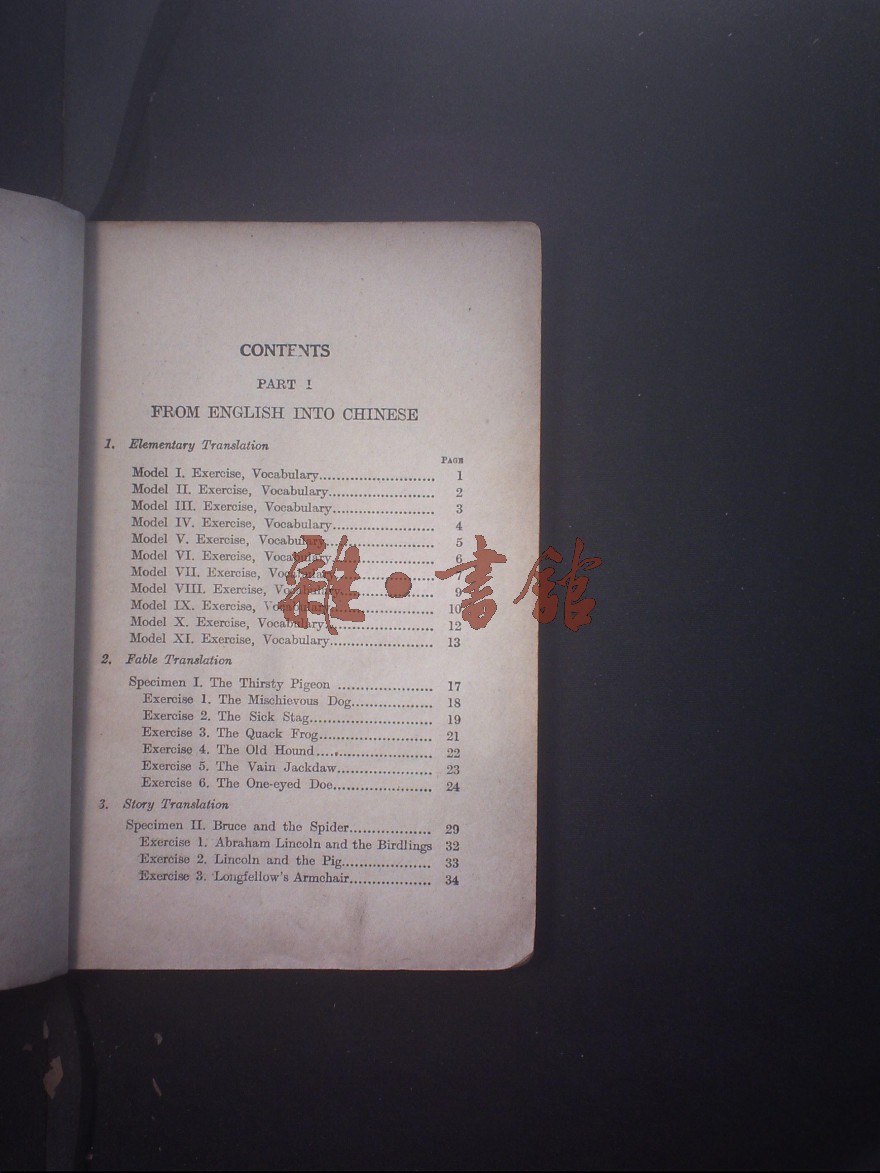 CONTENTS
PART I
FROM ENGLISH INTO CHINESE
1. Elementary Translation
PAGE
Model I. Exercise, Vocabulary........................... 1
Model II. Exercise, Vocabulary......................... 2
Model III. Exercise, Vocabulary........................ 3
Model IV. Exercise, Vocabulary........................ 4
Model V. Exercise, Vocabulary......................... 5
Model VI. Exercise, Vocabulary........................ 6
Model VII. Exercise, Vocabulary....................... 7
Model VIII. Exercise, Vocabulary...................... 9
Model IX. Exercise, Vocabulary........................ 10
Model X. Exercise, Vocabulary......................... 12
Model XI. Exercise, Vocabulary........................ 13
雜·書館
2. Fable Translation
Specimen I. The Thirsty Pigeon ...................... 17
Exercise 1. The Mischievous Dog................... 18
Exercise 2. The Sick Stag............................. 19
Exercise 3. The Quack Frog.......................... 21
Exercise 4. The Old Hound........................... 22
Exercise 5. The Vain Jackdaw...................... 23
Exercise 6. The One-eyed Doe....................... 24
3. Story Translation
Specimen II. Bruce and the Spider................... 29
Exercise 1. Abraham Lincoln and the Birdlings 32
Exercise 2. Lincoln and the Pig..................... 33
Exercise 3. Longfellow's Armchair................... 34